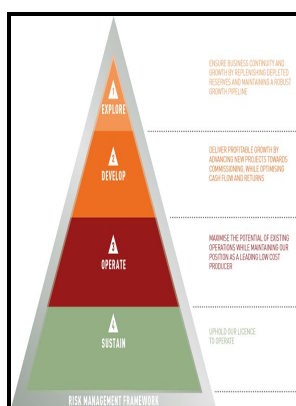 1
EXPLORE
ENSURE BUSINESS CONTINUITY AND
GROWTH BY REPLENISHING DEPLETED
RESERVES AND MAINTAINING A ROBUST
GROWTH PIPELINE
2
DEVELOP
DELIVER PROFITABLE GROWTH BY
ADVANCING NEW PROJECTS TOWARDS
COMMISSIONING, WHILE OPTIMISING
CASH FLOW AND RETURNS
3
OPERATE
MAXIMISE THE POTENTIAL OF EXISTING
OPERATIONS WHILE MAINTAINING OUR
POSITION AS A LEADING LOW COST
PRODUCER
4
SUSTAIN
UPHOLD OUR LICENCE
TO OPERATE
RISK MANAGEMENT FRAMEWORK